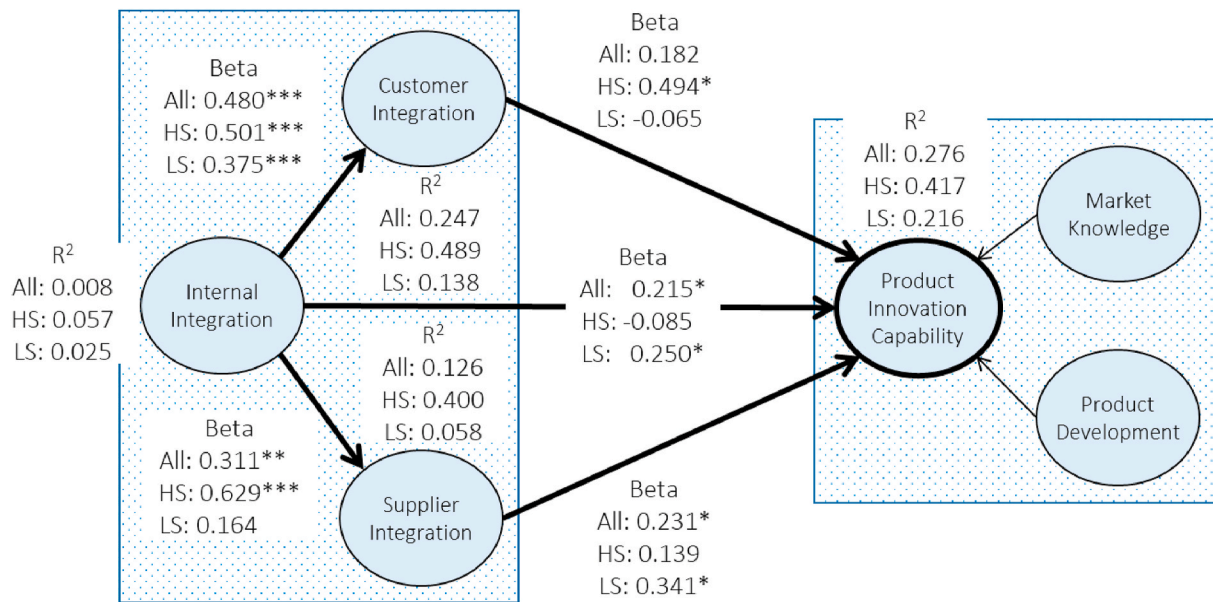 Beta
All: 0.480***
HS: 0.501***
LS: 0.375***
Customer
Integration
Beta
All: 0.182
HS: 0.494*
LS: -0.065
R²
All: 0.276
HS: 0.417
LS: 0.216
Market
Knowledge
R²
All: 0.247
HS: 0.489
LS: 0.138
R²
All: 0.008
HS: 0.057
LS: 0.025
Internal
Integration
Beta
All: 0.215*
HS: -0.085
LS: 0.250*
Product
Innovation
Capability
R²
All: 0.126
HS: 0.400
LS: 0.058
Beta
All: 0.311**
HS: 0.629***
LS: 0.164
Supplier
Integration
Beta
All: 0.231*
HS: 0.139
LS: 0.341*
Product
Development